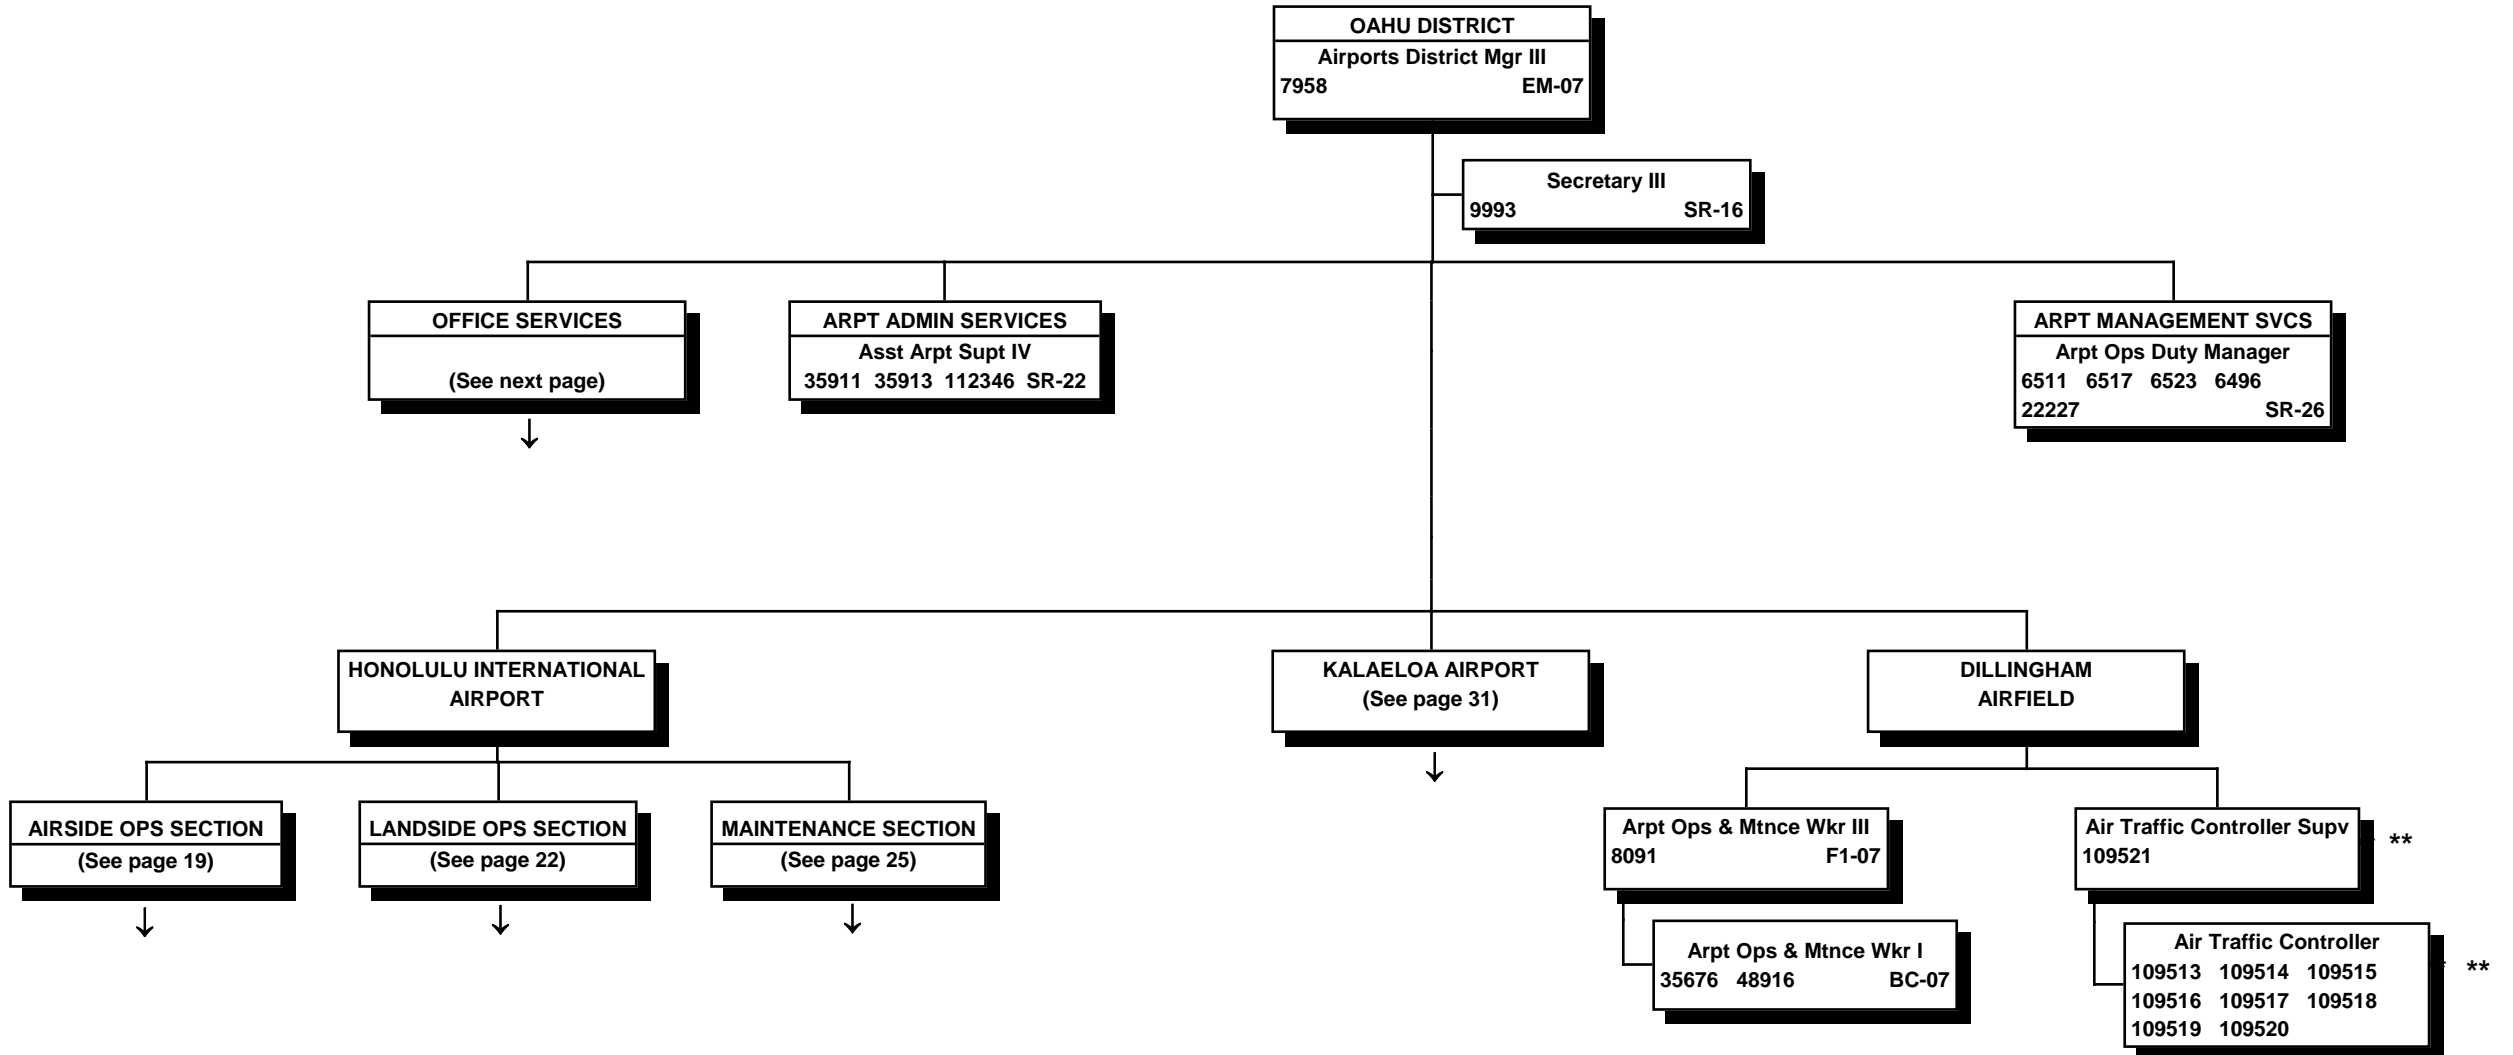 OAHU DISTRICT
Airports District Mgr III
7958 EM-07
Secretary III
9993 SR-16
OFFICE SERVICES
(See next page)
ARPT ADMIN SERVICES
Asst Arpt Supt IV
35911 35913 112346 SR-22
ARPT MANAGEMENT SVCS
Arpt Ops Duty Manager
6511 6517 6523 6496
22227 SR-26
HONOLULU INTERNATIONAL
AIRPORT
KALAELOA AIRPORT
(See page 31)
DILLINGHAM
AIRFIELD
AIRSIDE OPS SECTION
(See page 19)
LANDSIDE OPS SECTION
(See page 22)
MAINTENANCE SECTION
(See page 25)
Arpt Ops & Mtnce Wkr III
8091 F1-07
Arpt Ops & Mtnce Wkr I
35676 48916 BC-07
Air Traffic Controller Supv
109521
**
Air Traffic Controller
109513 109514 109515
109516 109517 109518
109519 109520
**